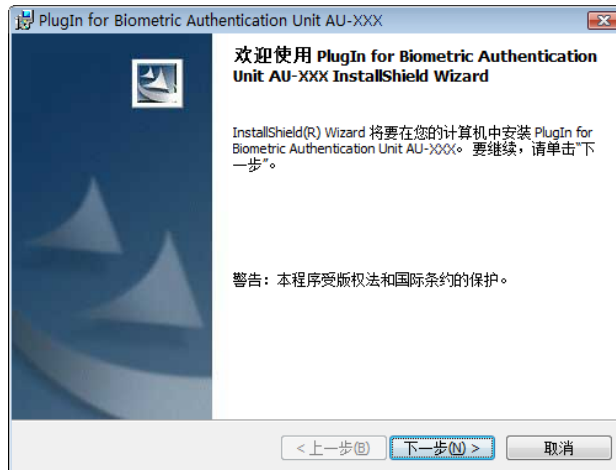 PlugIn for Biometric Authentication Unit AU-XXX
欢迎使用 PlugIn for Biometric Authentication
Unit AU-XXX InstallShield Wizard
InstallShield(R) Wizard 将要在您的计算机中安装 PlugIn for
Biometric Authentication Unit AU-XXX。 要继续，请单击“下
一步”。
警告：本程序受版权法和国际条约的保护。
< 上一步(B)
下一步(N) >
取消